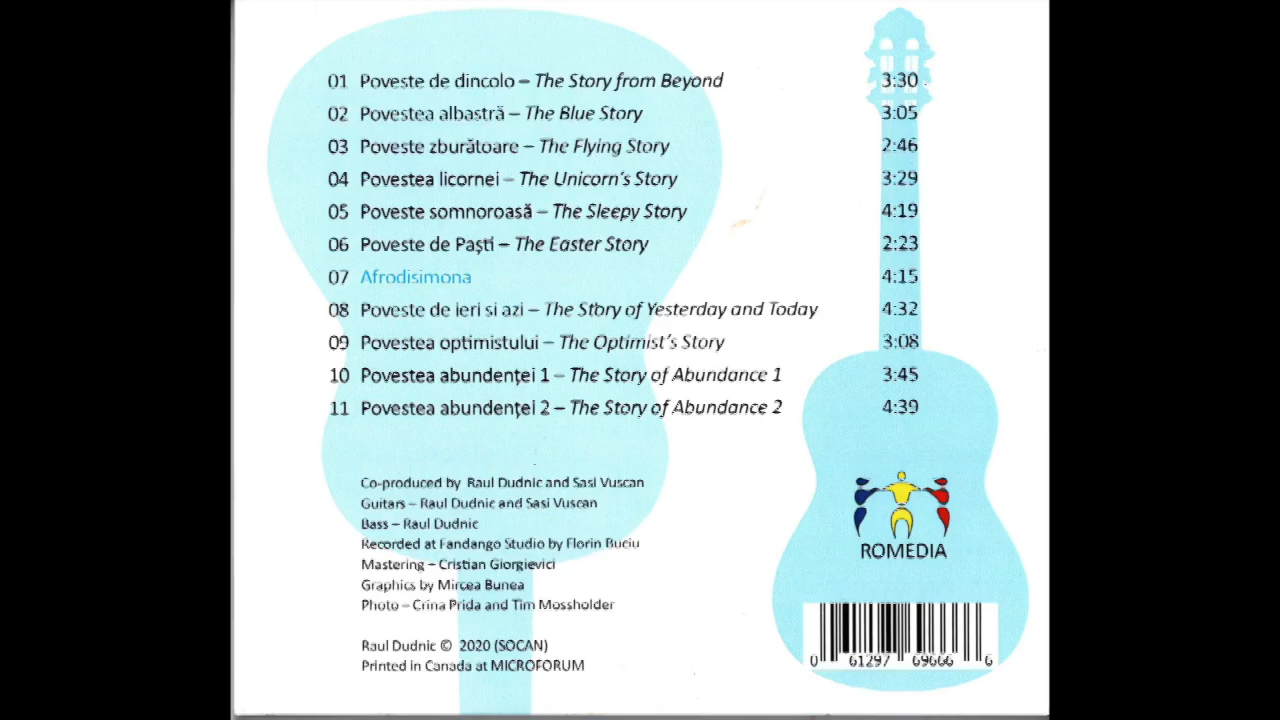 01 Poveste de dincolo – The Story from Beyond 3:30
02 Povestea albastră – The Blue Story 3:05
03 Poveste zburătoare – The Flying Story 2:46
04 Povestea licornei – The Unicorn's Story 3:29
05 Poveste somnoroasă – The Sleepy Story 4:19
06 Poveste de Paști – The Easter Story 2:23
07 Afrodisimona 4:15
08 Poveste de ieri si azi – The Story of Yesterday and Today 4:32
09 Povestea optimistului – The Optimist's Story 3:08
10 Povestea abundenței 1 – The Story of Abundance 1 3:45
11 Povestea abundenței 2 – The Story of Abundance 2 4:39
Co-produced by Raul Dudnic and Sasi Vuscan
Guitars – Raul Dudnic and Sasi Vuscan
Bass – Raul Dudnic
Recorded at Fandango Studio by Florin Buciu
Mastering – Cristian Giorgievici
Graphics by Mircea Bunea
Photo – Crina Prida and Tim Mossholder
Raul Dudnic © 2020 (SOCAN)
Printed in Canada at MICROFORUM
ROMEDIA
0 61297 69666 6